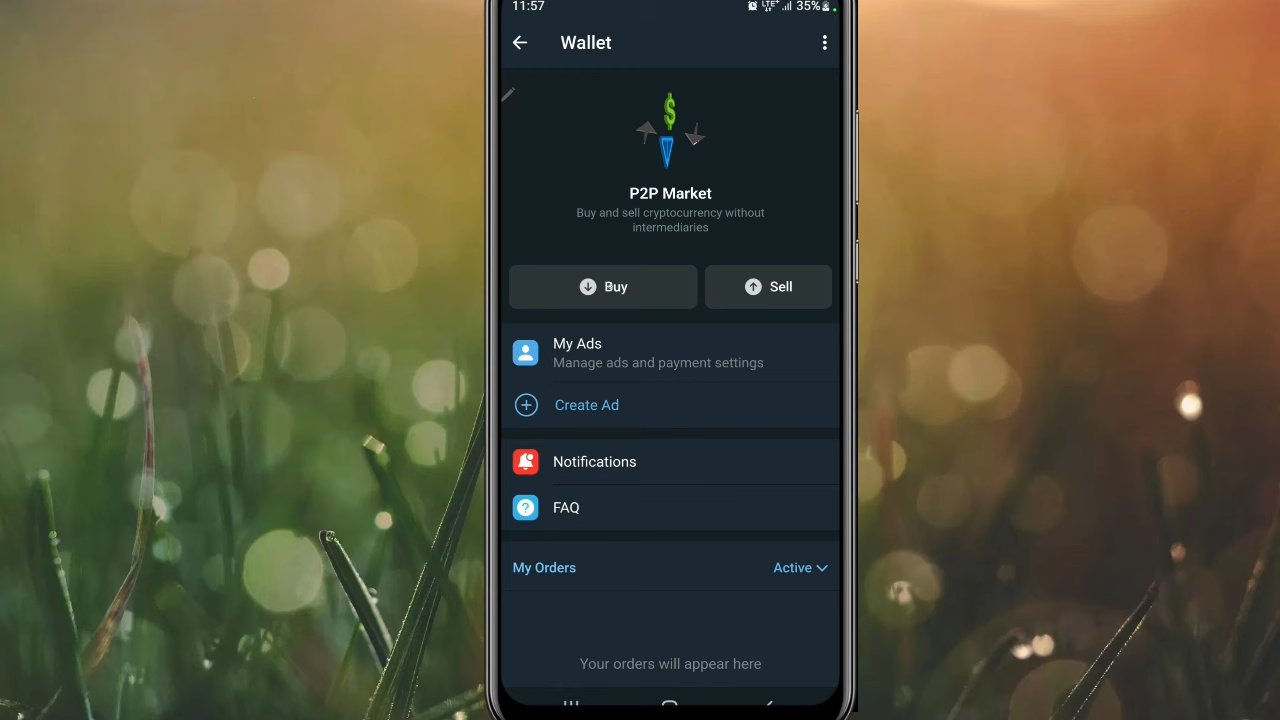 11:57
LTE+ 35%
Wallet
P2P Market
Buy and sell cryptocurrency without
intermediaries
Buy
Sell
My Ads
Manage ads and payment settings
Create Ad
Notifications
FAQ
My Orders
Active
Your orders will appear here